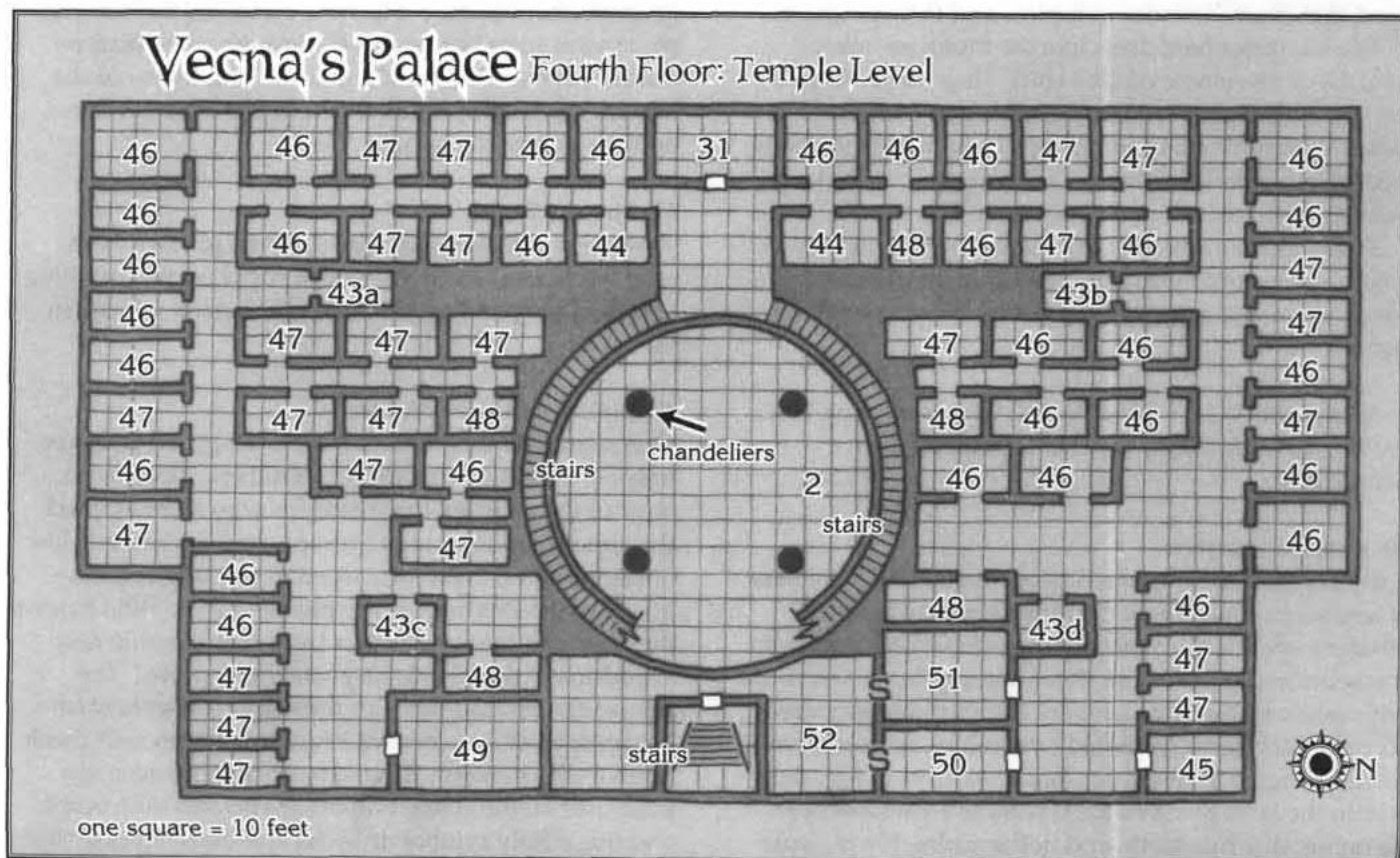 Vecna's Palace Fourth Floor: Temple Level
46 46 47 47 46 46 31 46 46 46 47 47 46
46 46 47 47 46 44 44 48 46 47 46 46
46 43a 43b 47
46 47 47 47 47 46 46 47
46 46
47 47 47 48 48 46 46 47
chandeliers
46 47 46 stairs 2 46 46 46
stairs
47 47 46
46 48 46
46 43c 43d
47 48 51 S 47
47 stairs 52 47
47 49 S 50 45
N
one square = 10 feet